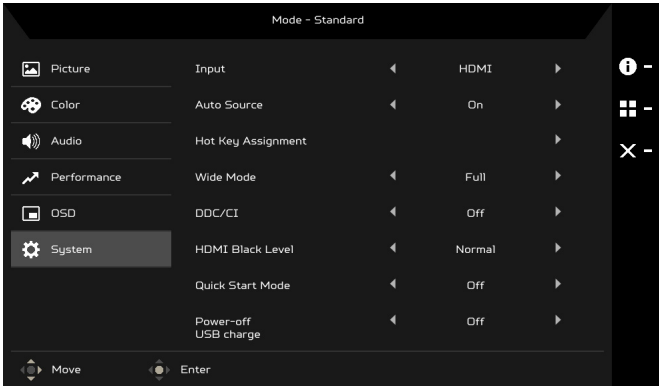 Mode - Standard
Picture
Input HDMI
Color
Auto Source On
Audio
Hot Key Assignment
Performance
Wide Mode Full
OSD
DDC/CI Off
System
HDMI Black Level Normal
Quick Start Mode Off
Power-off Off
USB charge
Move Enter